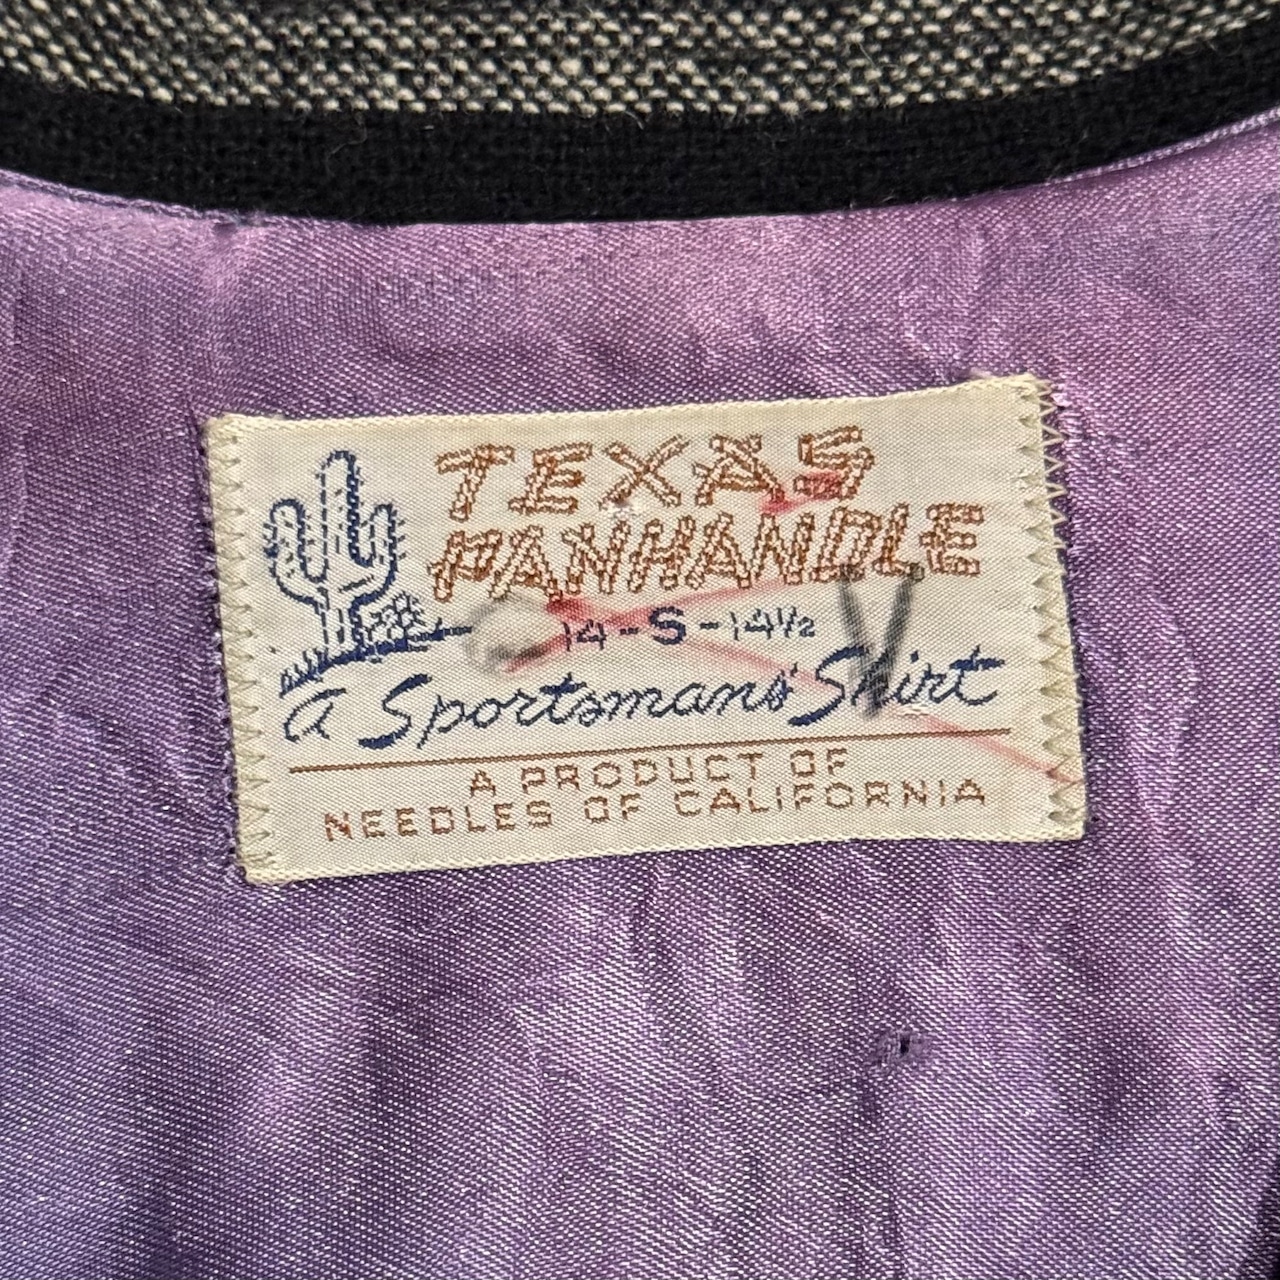 TEXAS
PANHANDLE
14-S-14½
A Sportsmans' Shirt
A PRODUCT OF
NEEDLES OF CALIFORNIA